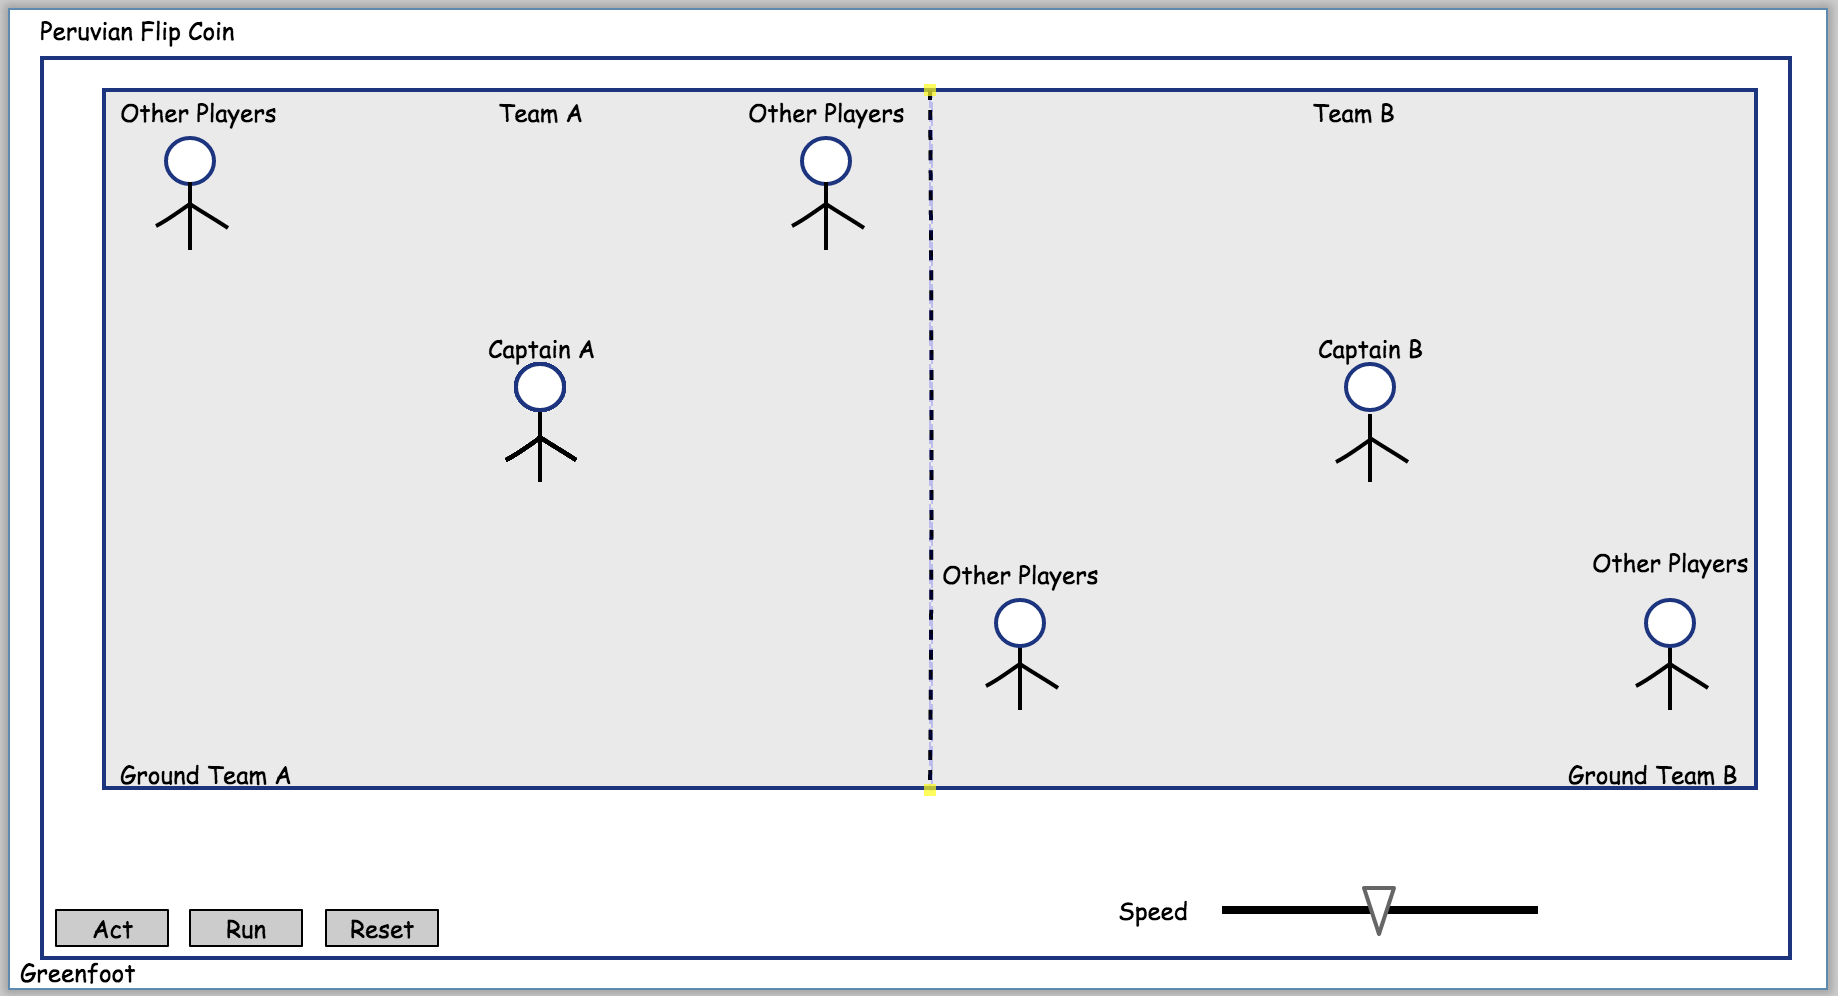 Peruvian Flip Coin
Other Players
Team A
Other Players
Team B
Captain A
Captain B
Other Players
Other Players
Ground Team A
Ground Team B
Speed
Act
Run
Reset
Greenfoot